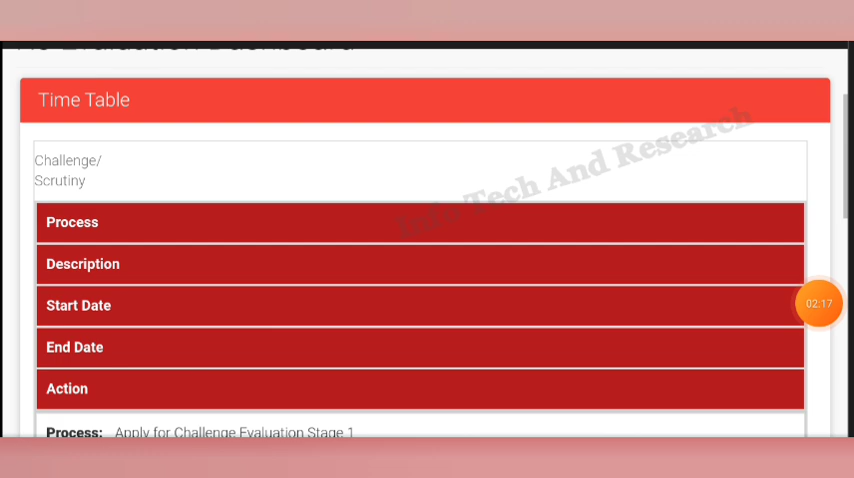 Time Table
Challenge/
Scrutiny
Info Tech And Research
Process
Description
Start Date
02:17
End Date
Action
Process: Apply for Challenge Evaluation Stage 1